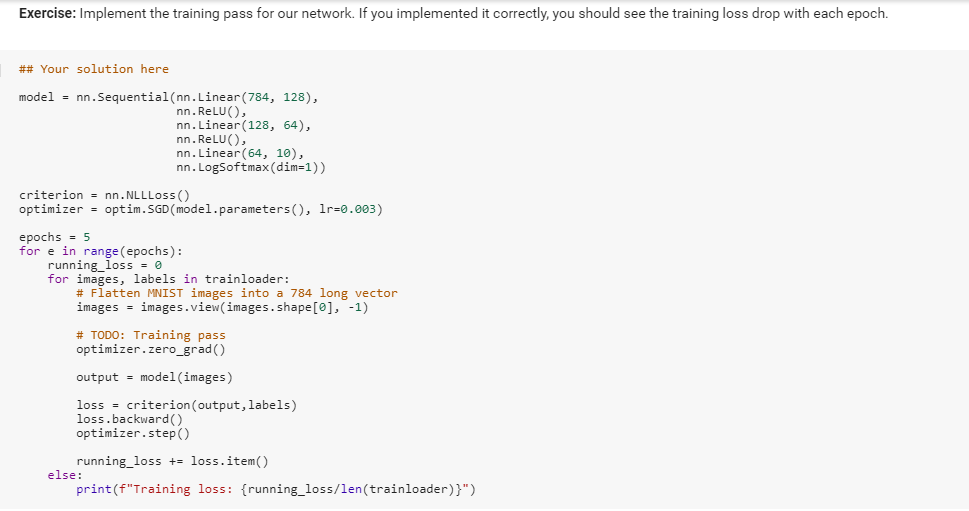 Exercise: Implement the training pass for our network. If you implemented it correctly, you should see the training loss drop with each epoch.
## Your solution here
model = nn.Sequential(nn.Linear(784, 128),
                      nn.ReLU(),
                      nn.Linear(128, 64),
                      nn.ReLU(),
                      nn.Linear(64, 10),
                      nn.LogSoftmax(dim=1))
criterion = nn.NLLLoss()
optimizer = optim.SGD(model.parameters(), lr=0.003)
epochs = 5
for e in range(epochs):
    running_loss = 0
    for images, labels in trainloader:
        # Flatten MNIST images into a 784 long vector
        images = images.view(images.shape[0], -1)
        # TODO: Training pass
        optimizer.zero_grad()
        output = model(images)
        loss = criterion(output,labels)
        loss.backward()
        optimizer.step()
        running_loss += loss.item()
    else:
        print(f"Training loss: {running_loss/len(trainloader)}")